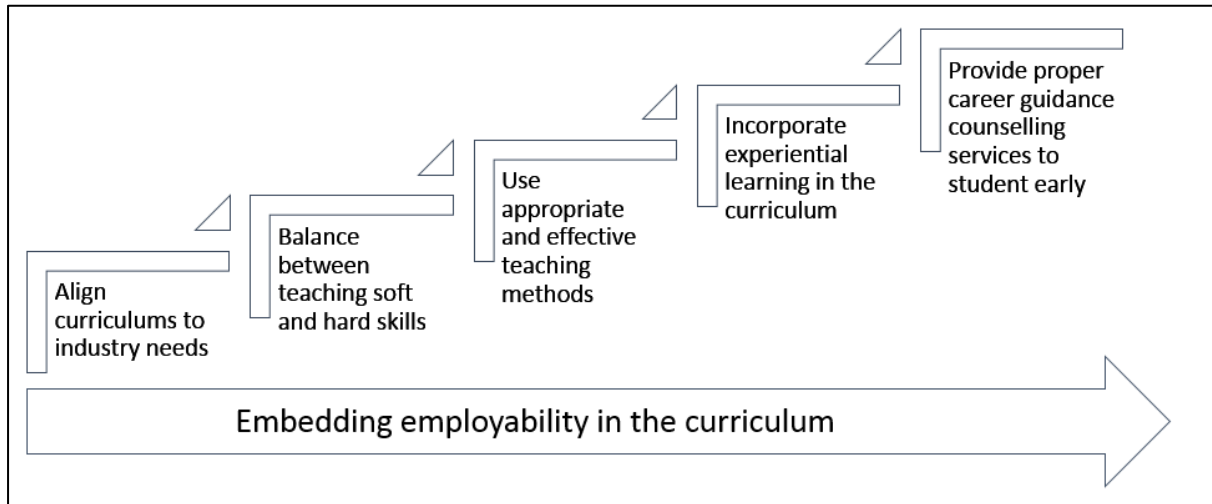 Align
curriculums to
industry needs
Balance
between
teaching soft
and hard skills
Use
appropriate
and effective
teaching
methods
Incorporate
experiential
learning in the
curriculum
Provide proper
career guidance
counselling
services to
student early
Embedding employability in the curriculum